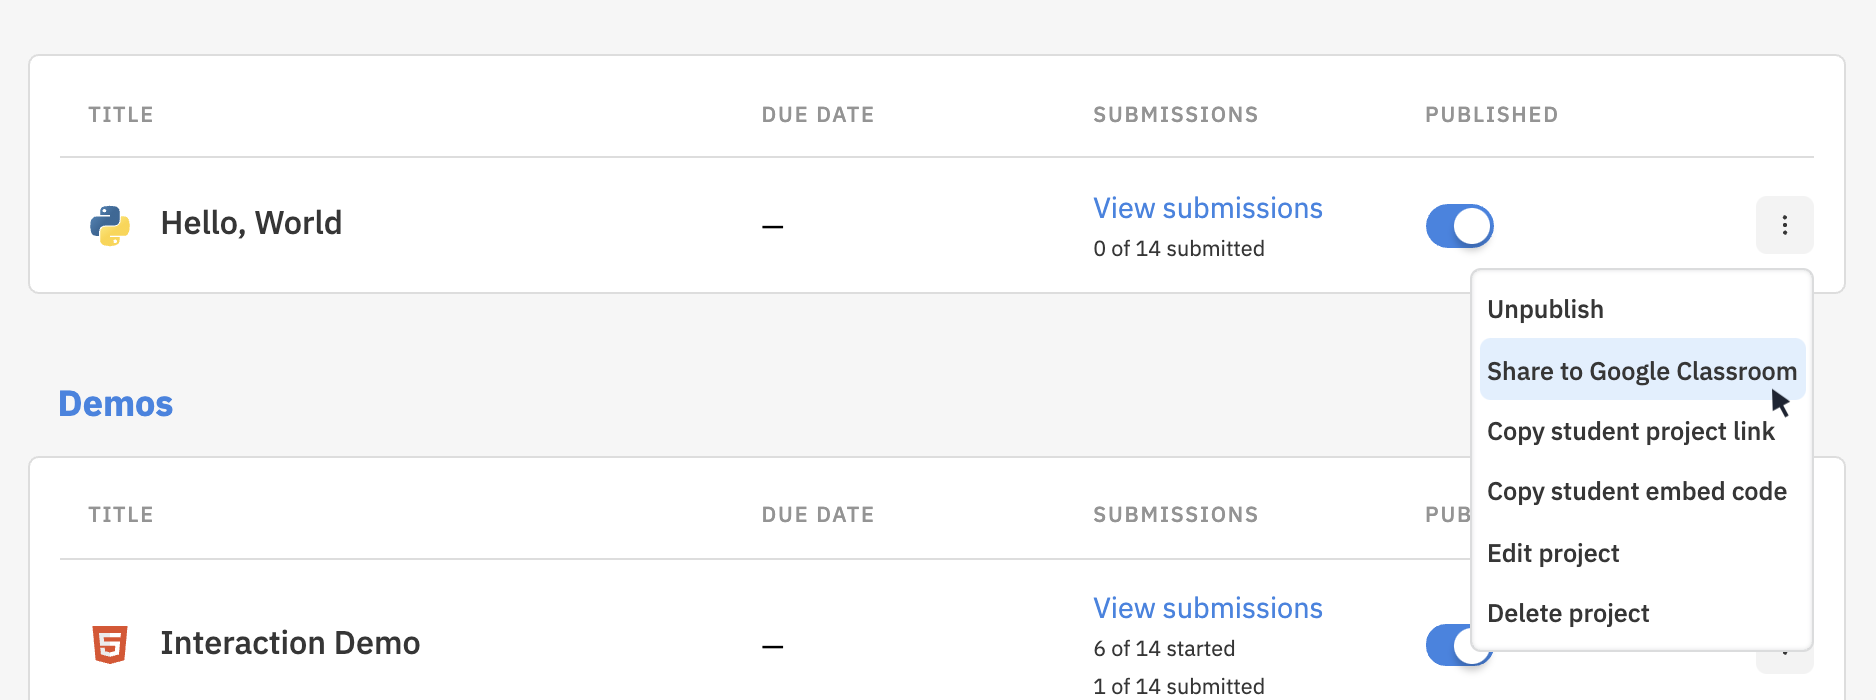 TITLE DUE DATE SUBMISSIONS PUBLISHED
Hello, World — View submissions
0 of 14 submitted
Unpublish
Share to Google Classroom
Copy student project link
Copy student embed code
Edit project
Delete project
Demos
TITLE DUE DATE SUBMISSIONS PUB
Interaction Demo — View submissions
6 of 14 started
1 of 14 submitted